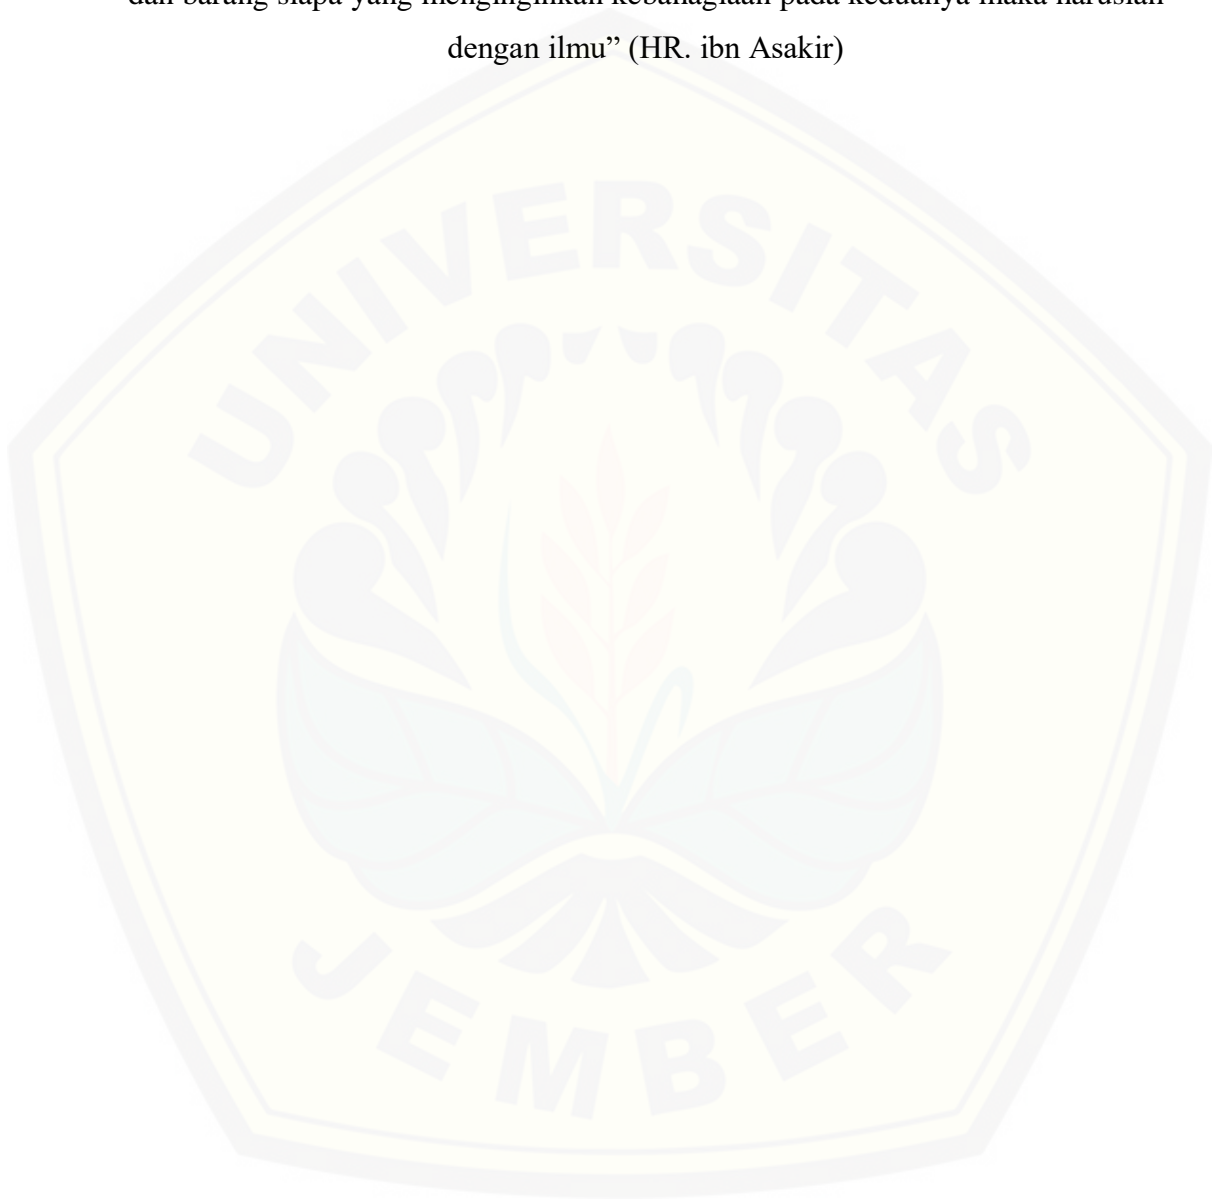 dan barang siapa yang menginginkan kebahagiaan pada keduanya maka haruslah
dengan ilmu” (HR. ibn Asakir)
UNIVERSITAS
JEMBER